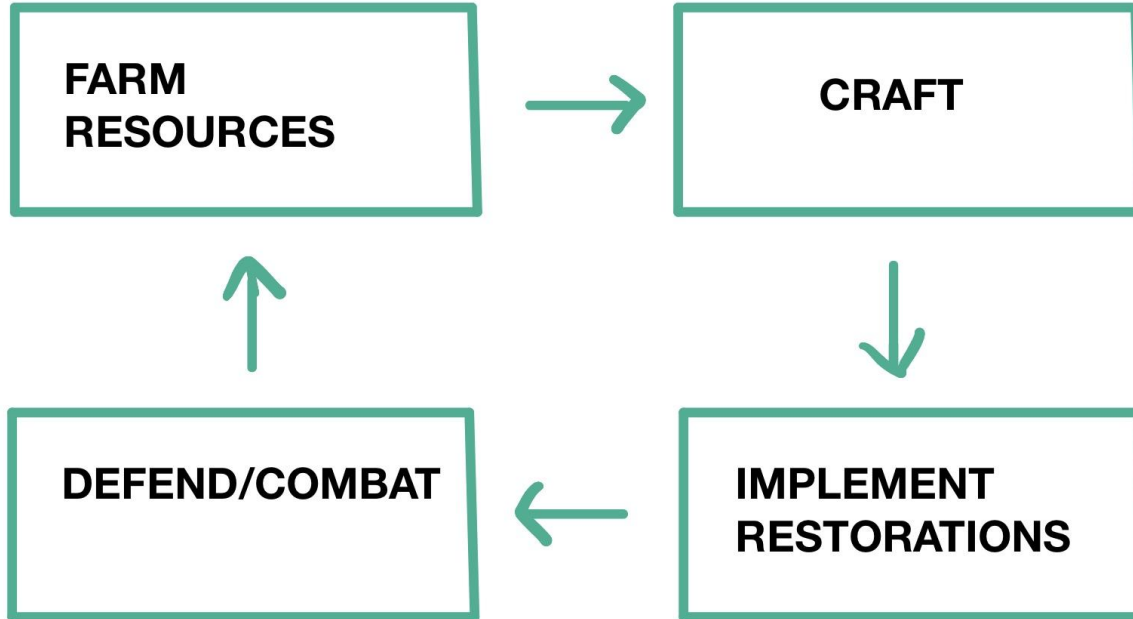 FARM
RESOURCES
CRAFT
DEFEND/COMBAT
IMPLEMENT
RESTORATIONS